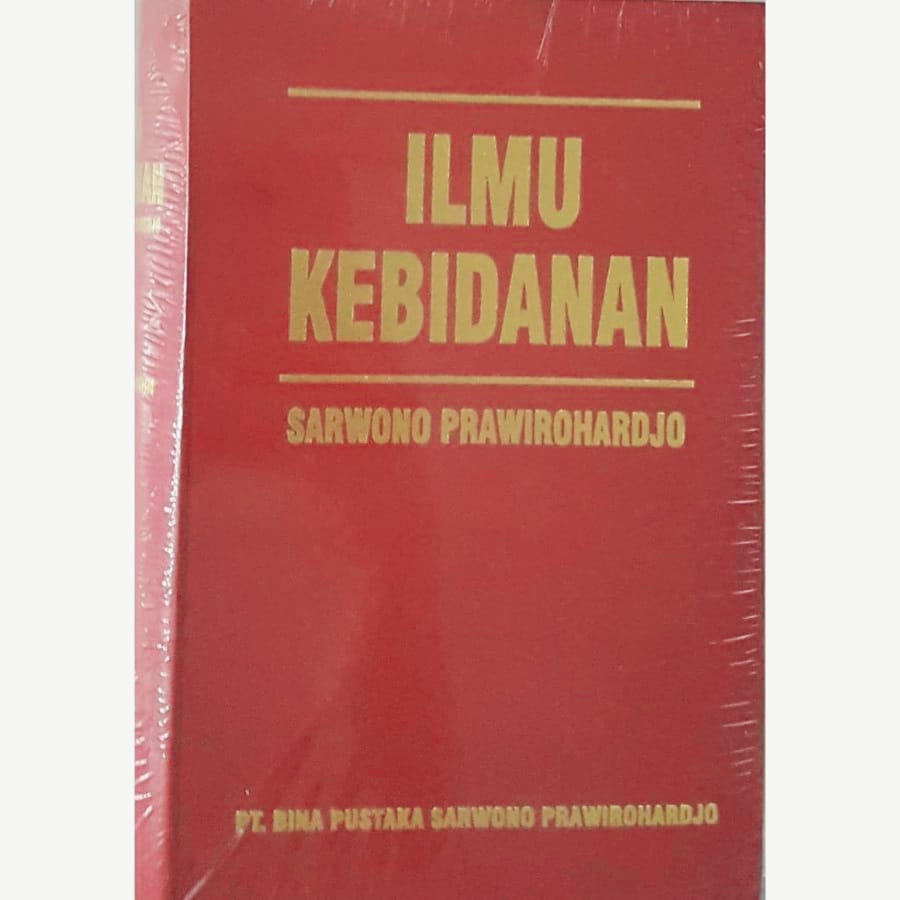 ILMU
KEBIDANAN
SARWONO PRAWIROHARDJO
PT. BINA PUSTAKA SARWONO PRAWIROHARDJO